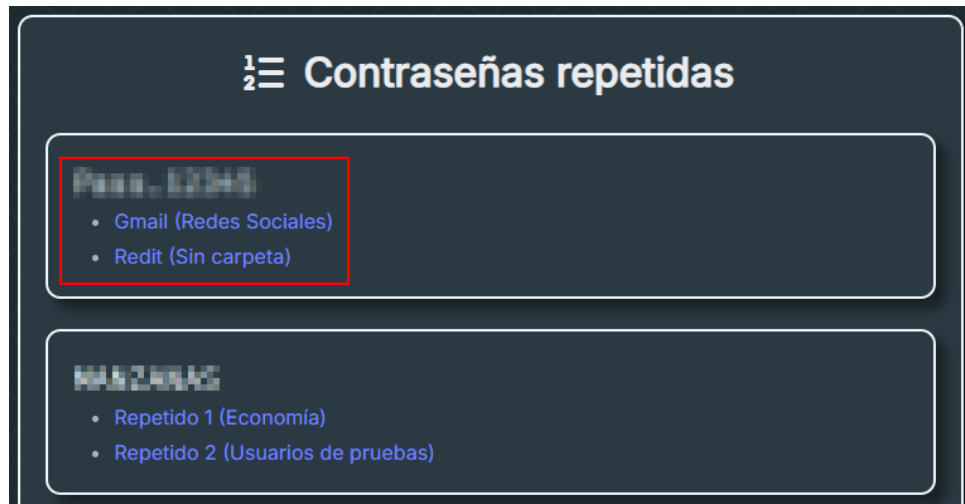 Contraseñas repetidas
Gmail (Redes Sociales)
Redit (Sin carpeta)
Repetido 1 (Economía)
Repetido 2 (Usuarios de pruebas)